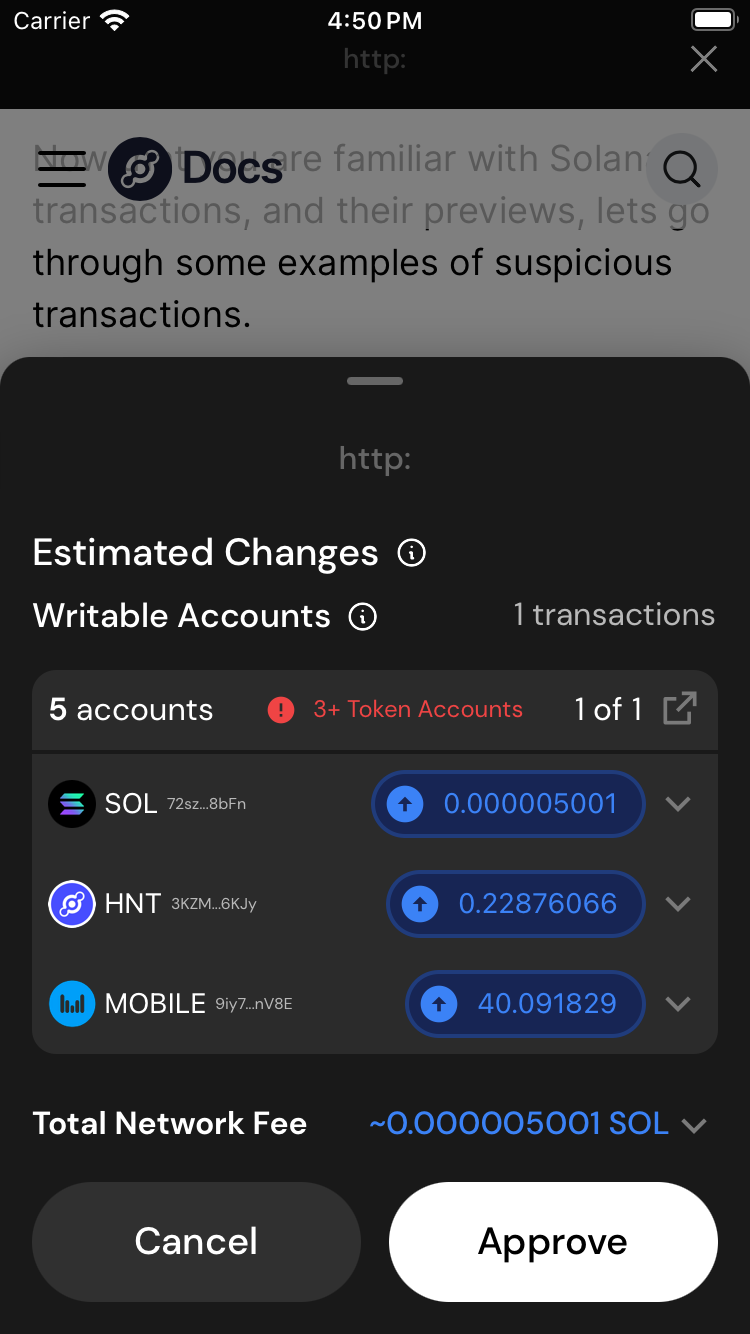 Carrier
4:50 PM
http:
Docs
Now that you are familiar with Solana
transactions, and their previews, lets go
through some examples of suspicious
transactions.
http:
Estimated Changes
Writable Accounts
1 transactions
5 accounts
3+ Token Accounts
1 of 1
SOL 72sz...8bFn
0.000005001
HNT 3KZM...6KJy
0.22876066
MOBILE 9iy7...nV8E
40.091829
Total Network Fee
~0.000005001 SOL
Cancel
Approve